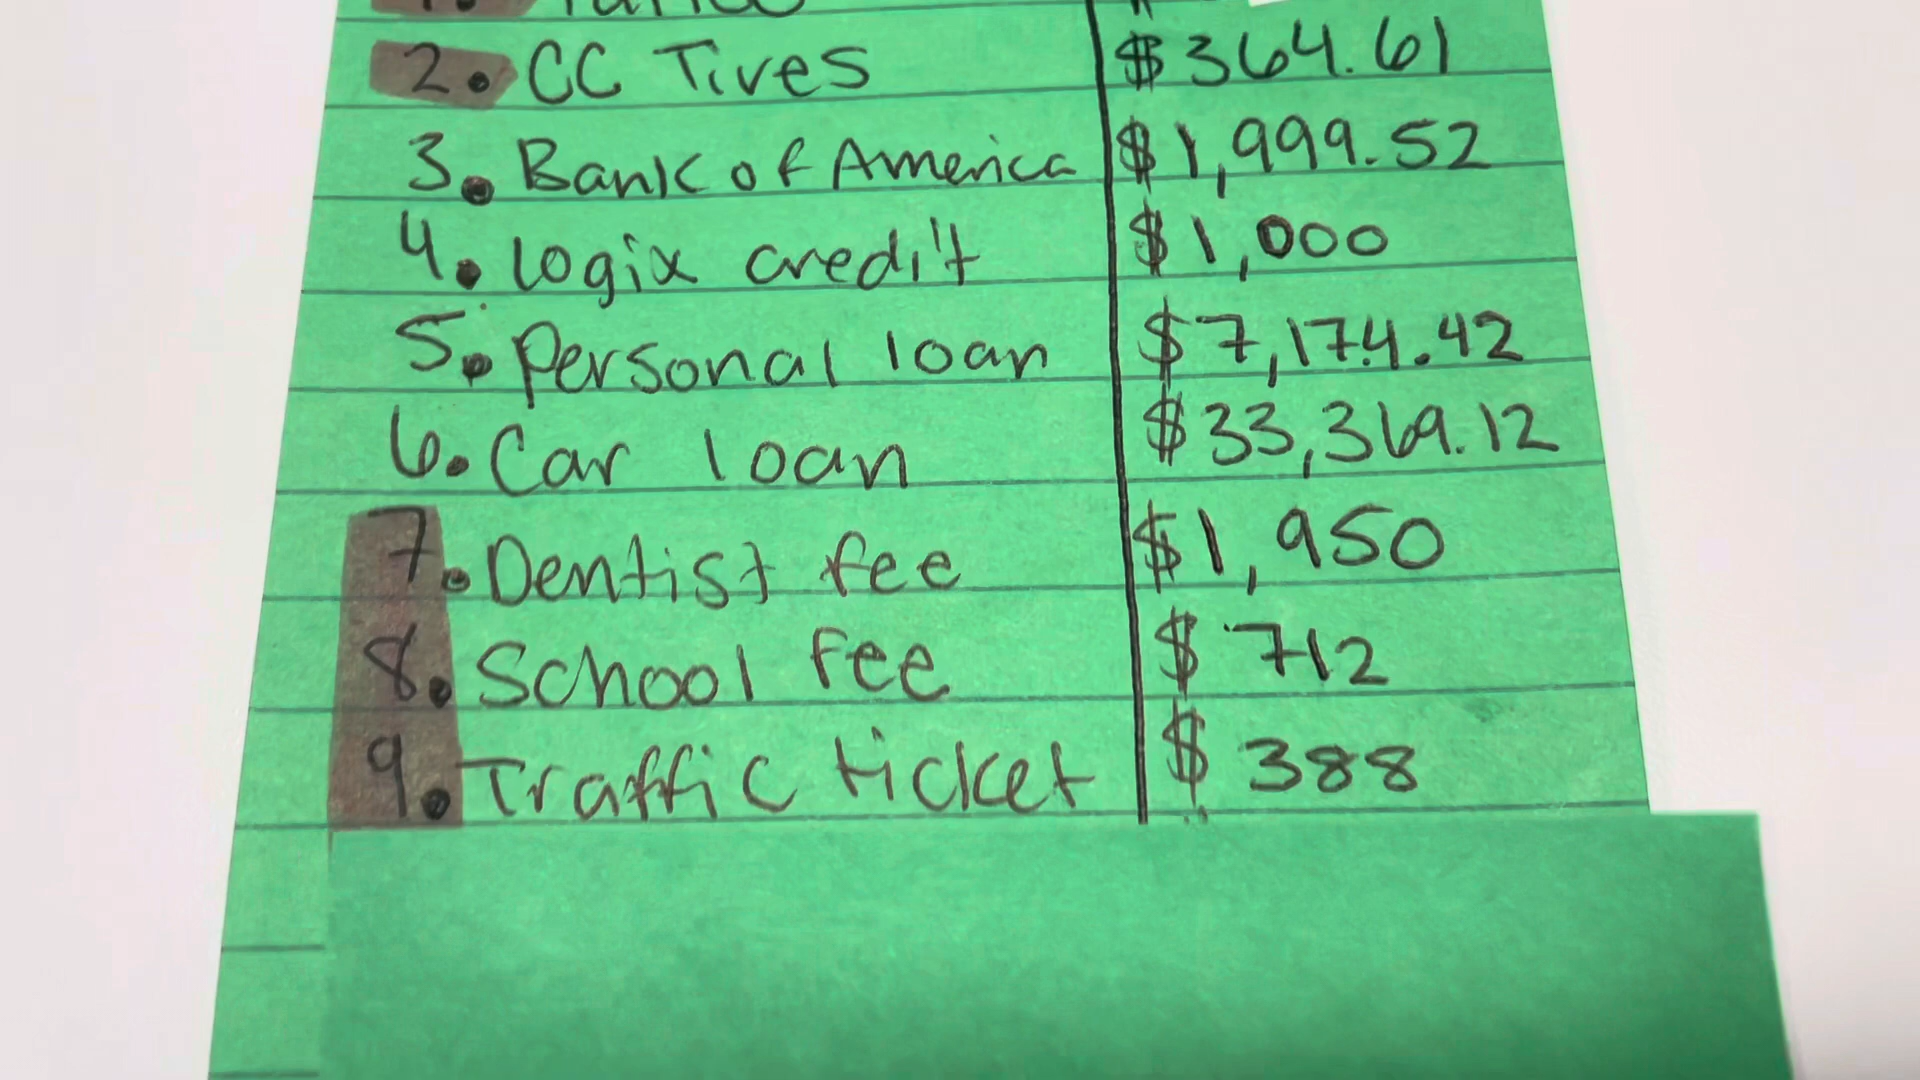 2. CC Tires $364.61
3. Bank of America $1,999.52
4. Logix credit $1,000
5. Personal loan $7,174.42
6. Car loan $33,369.12
7. Dentist fee $1,950
8. School fee $712
9. Traffic ticket $388